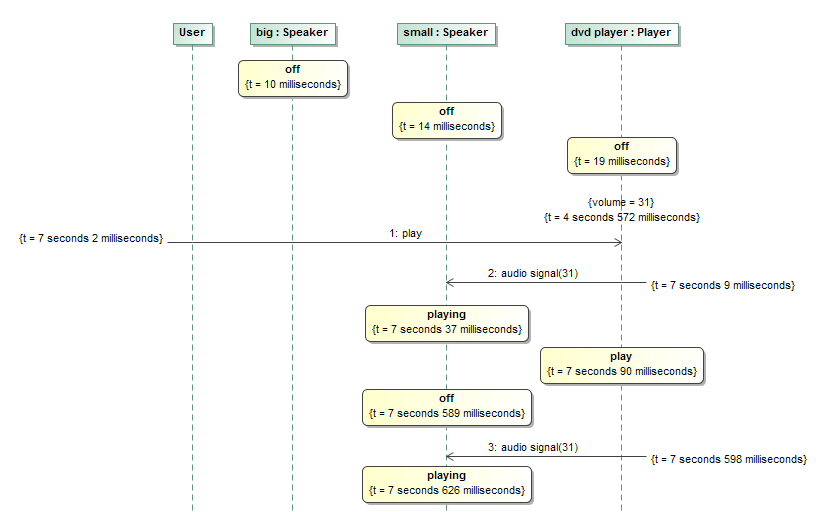 User
big : Speaker
small : Speaker
dvd player : Player
off
{t = 10 milliseconds}
off
{t = 14 milliseconds}
off
{t = 19 milliseconds}
{volume = 31}
{t = 4 seconds 572 milliseconds}
{t = 7 seconds 2 milliseconds}
1: play
2: audio signal(31)
{t = 7 seconds 9 milliseconds}
playing
{t = 7 seconds 37 milliseconds}
play
{t = 7 seconds 90 milliseconds}
off
{t = 7 seconds 589 milliseconds}
3: audio signal(31)
{t = 7 seconds 598 milliseconds}
playing
{t = 7 seconds 626 milliseconds}